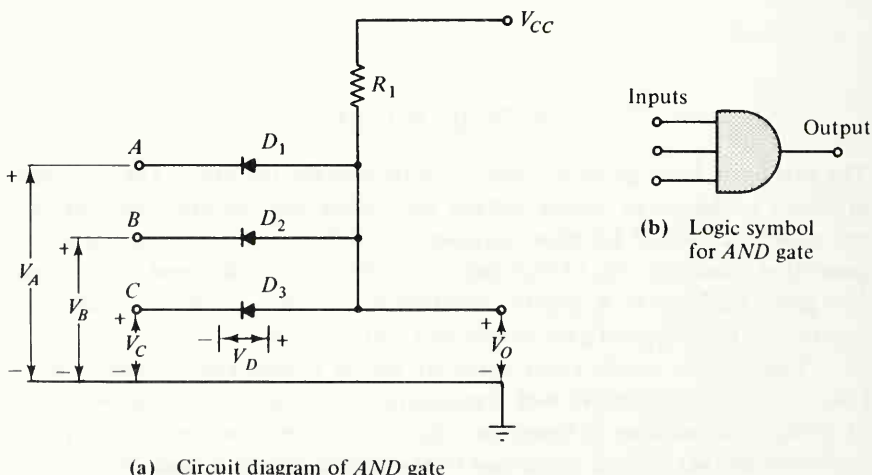 V_CC
R_1
A
D_1
B
D_2
C
D_3
+
V_A
−
+
V_B
−
+
V_C
−
− V_D +
+
V_O
−
(a) Circuit diagram of AND gate
Inputs
Output
(b) Logic symbol
for AND gate